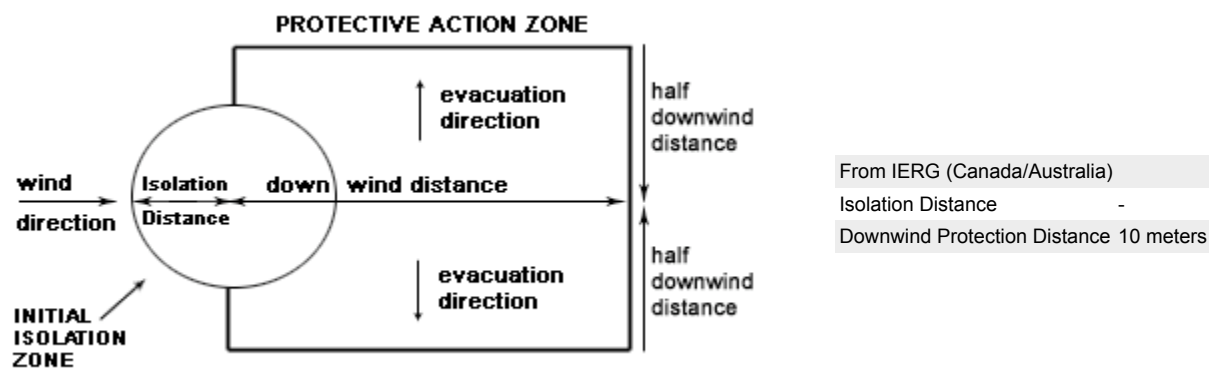 PROTECTIVE ACTION ZONE
evacuation
direction
half
downwind
distance
wind
direction
Isolation
Distance
down wind distance
evacuation
direction
half
downwind
distance
INITIAL
ISOLATION
ZONE
From IERG (Canada/Australia)
Isolation Distance -
Downwind Protection Distance 10 meters